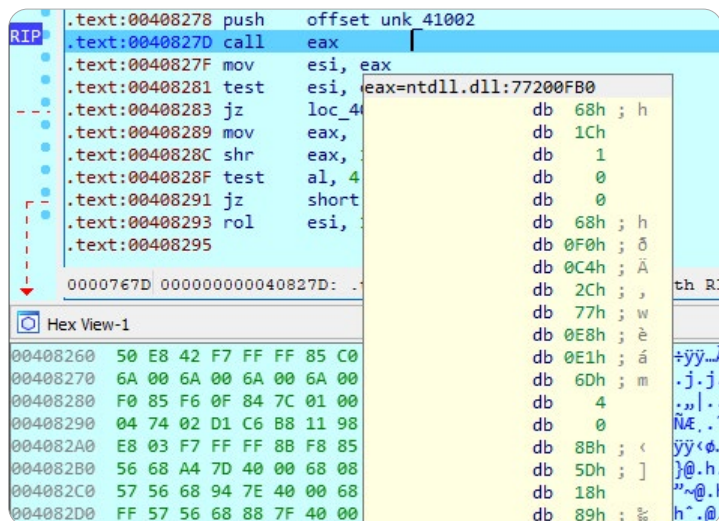 .text:00408278 push offset unk_41002
RIP .text:0040827D call eax
.text:0040827F mov esi, eax
.text:00408281 test esi,
.text:00408283 jz loc_40
.text:00408289 mov eax,
.text:0040828C shr eax,
.text:0040828F test al, 4
.text:00408291 jz short
.text:00408293 rol esi,
.text:00408295
eax=ntdll.dll:77200FB0
db 68h ; h
db 1Ch
db 1
db 0
db 0
db 68h ; h
db 0F0h ; ð
db 0C4h ; Ä
db 2Ch ; ,
db 77h ; w
db 0E8h ; è
db 0E1h ; á
db 6Dh ; m
db 4
db 0
db 8Bh ; ‹
db 5Dh ; ]
db 18h
db 89h ; ‰
0000767D 000000000040827D: . th RI
Hex View-1
00408260 50 E8 42 F7 FF FF 85 C0 ÷ÿÿ…À
00408270 6A 00 6A 00 6A 00 6A 00 .j.j.
00408280 F0 85 F6 0F 84 7C 01 00 .„|.
00408290 04 74 02 D1 C6 B8 11 98 ÑÆ¸.
004082A0 E8 03 F7 FF FF 8B F8 85 ÿÿ‹ø.
004082B0 56 68 A4 7D 40 00 68 08 }@.h.
004082C0 57 56 68 94 7E 40 00 68 ”~@.h
004082D0 FF 57 56 68 88 7F 40 00 hˆ.@.